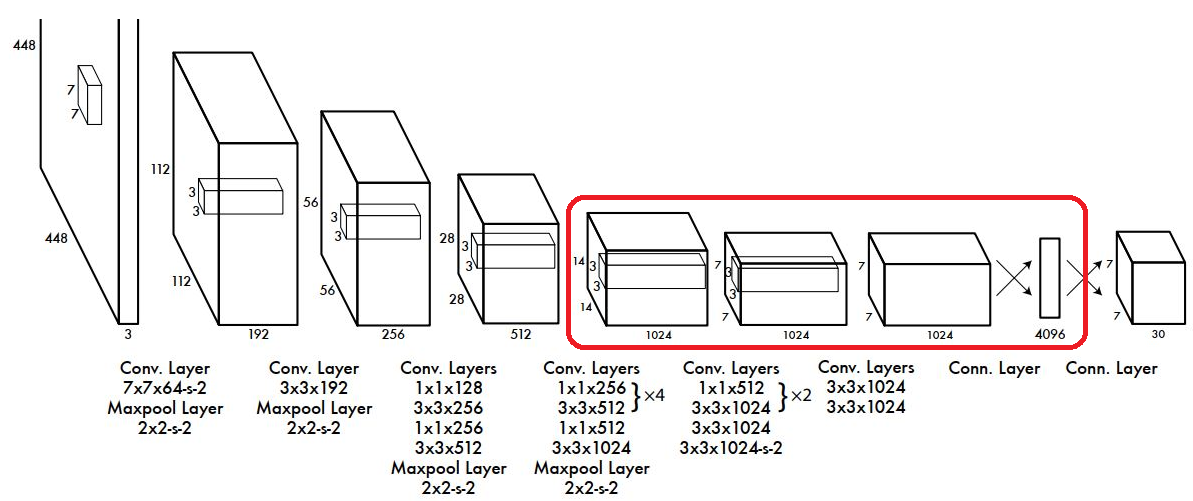 448
7
7
448
3
112
3
3
112
192
56
3
3
56
256
28
3
3
28
512
14
3
3
14
1024
7
3
3
7
1024
7
7
1024
4096
7
7
30
Conv. Layer
7x7x64-s-2
Maxpool Layer
2x2-s-2
Conv. Layer
3x3x192
Maxpool Layer
2x2-s-2
Conv. Layers
1x1x128
3x3x256
1x1x256
3x3x512
Maxpool Layer
2x2-s-2
Conv. Layers
1x1x256
3x3x512 }×4
1x1x512
3x3x1024
Maxpool Layer
2x2-s-2
Conv. Layers
1x1x512
3x3x1024 }×2
3x3x1024
3x3x1024-s-2
Conv. Layers
3x3x1024
3x3x1024
Conn. Layer
Conn. Layer